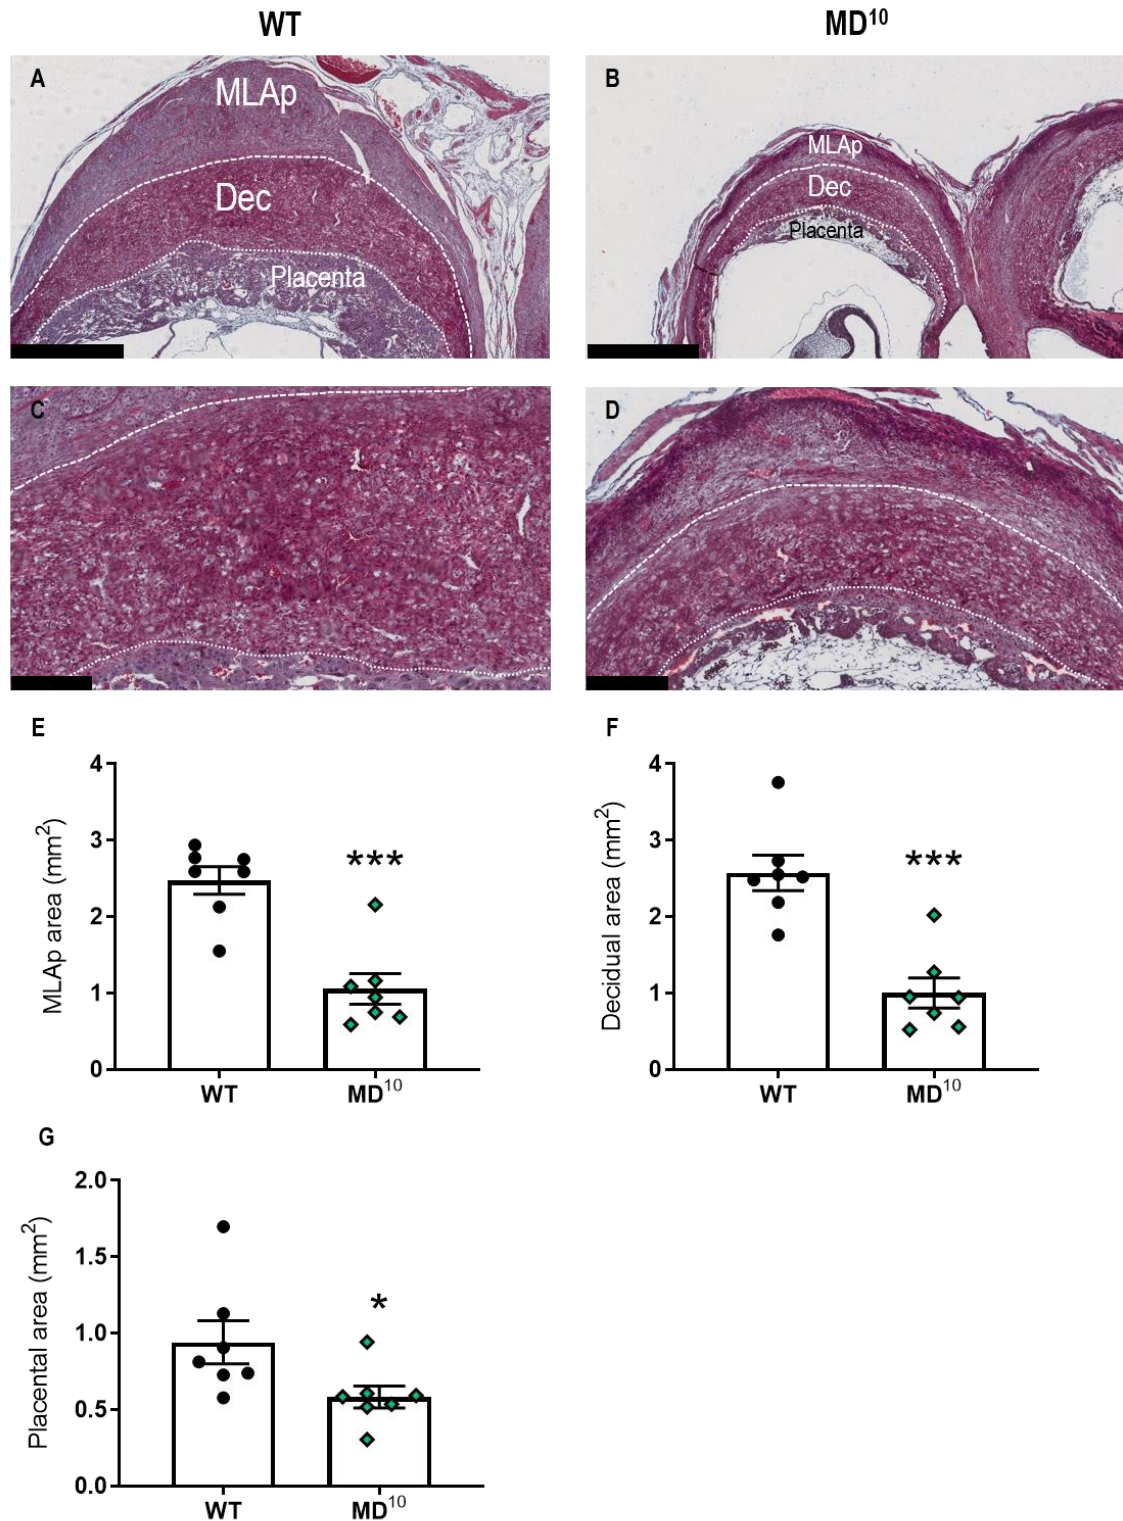 WT
MD¹⁰
A
MLAp
Dec
Placenta
B
MLAp
Dec
Placenta
C
D
E
MLAp area (mm²)
4
3
2
1
0
***
WT
MD¹⁰
F
Decidual area (mm²)
4
3
2
1
0
***
WT
MD¹⁰
G
Placental area (mm²)
2.0
1.5
1.0
0.5
0.0
*
WT
MD¹⁰